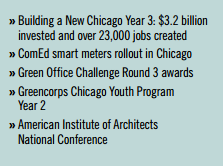 » Building a New Chicago Year 3: $3.2 billion
invested and over 23,000 jobs created
» ComEd smart meters rollout in Chicago
» Green Office Challenge Round 3 awards
» Greencorps Chicago Youth Program
Year 2
» American Institute of Architects
National Conference